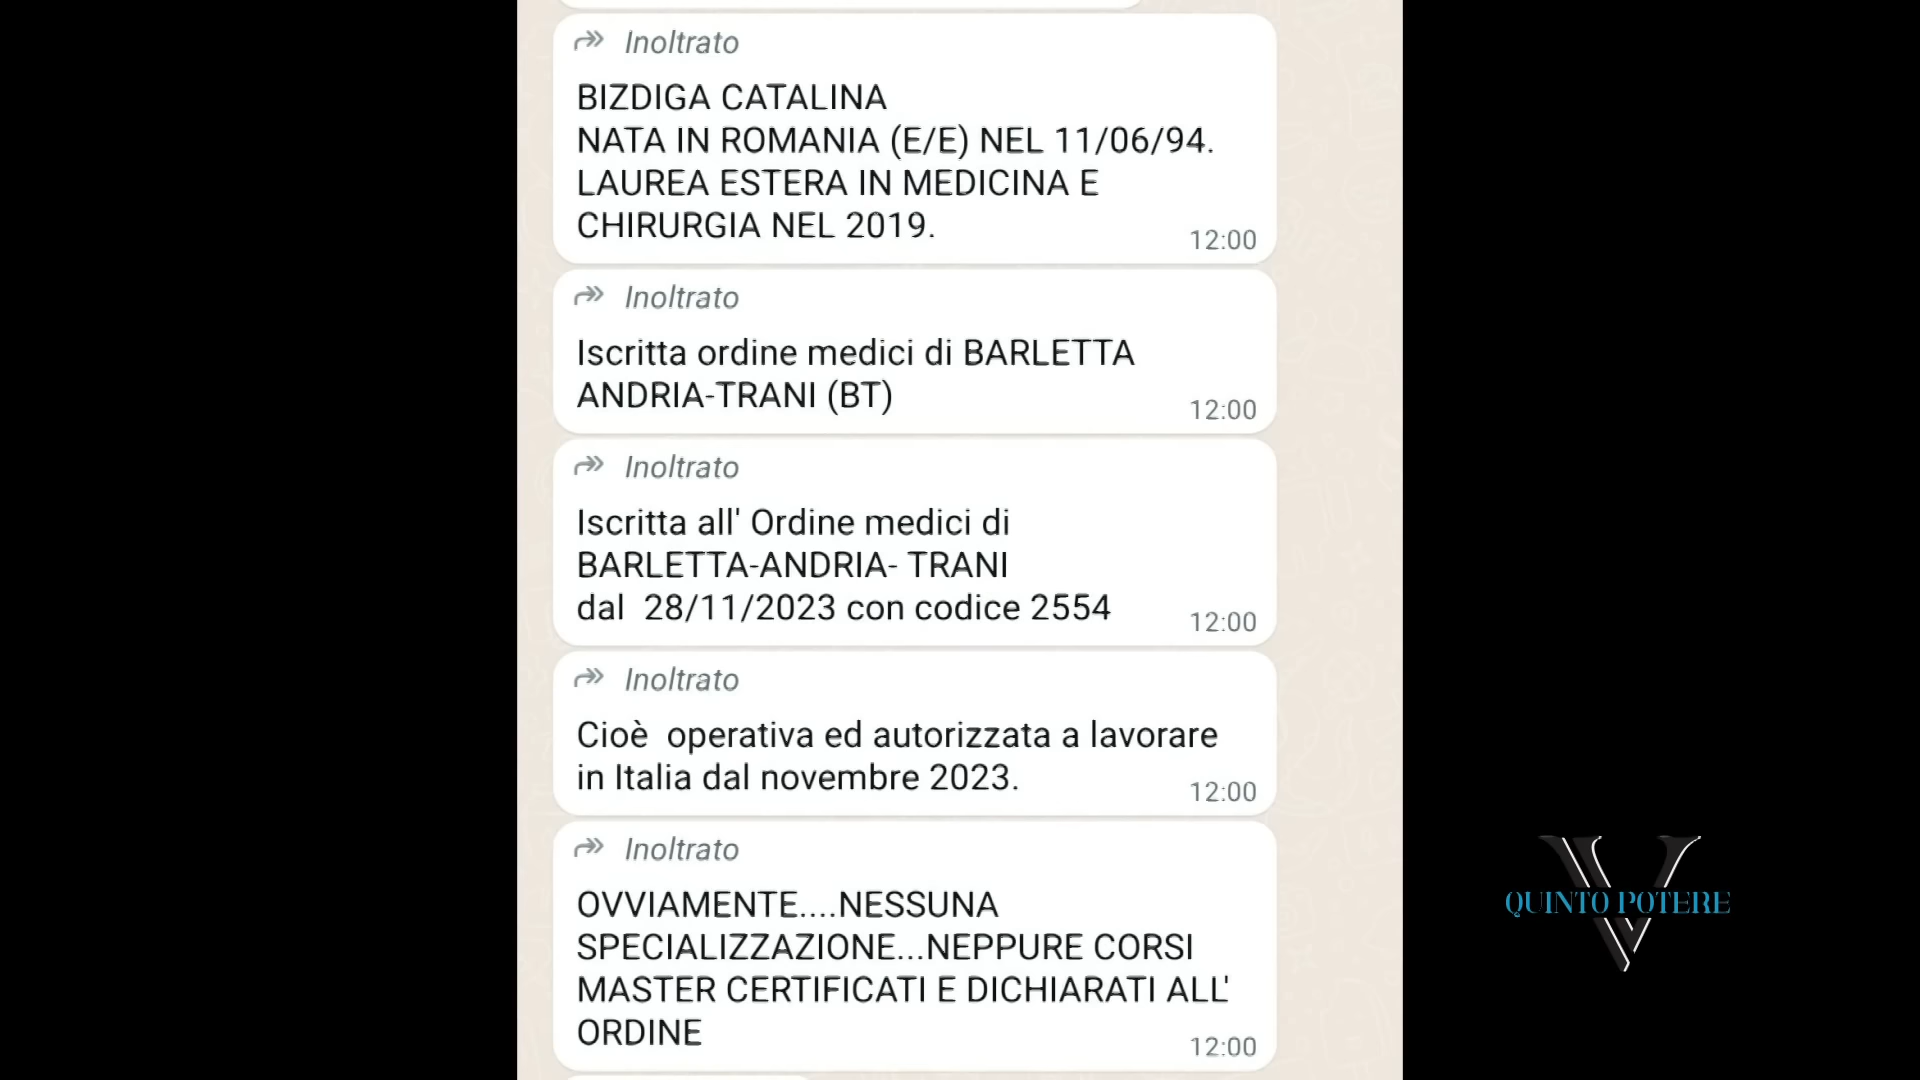 Inoltrato
BIZDIGA CATALINA
NATA IN ROMANIA (E/E) NEL 11/06/94.
LAUREA ESTERA IN MEDICINA E
CHIRURGIA NEL 2019.
12:00
Inoltrato
Iscritta ordine medici di BARLETTA
ANDRIA-TRANI (BT)
12:00
Inoltrato
Iscritta all' Ordine medici di
BARLETTA-ANDRIA- TRANI
dal  28/11/2023 con codice 2554
12:00
Inoltrato
Cioè  operativa ed autorizzata a lavorare
in Italia dal novembre 2023.
12:00
Inoltrato
OVVIAMENTE....NESSUNA
SPECIALIZZAZIONE...NEPPURE CORSI
MASTER CERTIFICATI E DICHIARATI ALL'
ORDINE
12:00
V
QUINTO POTERE